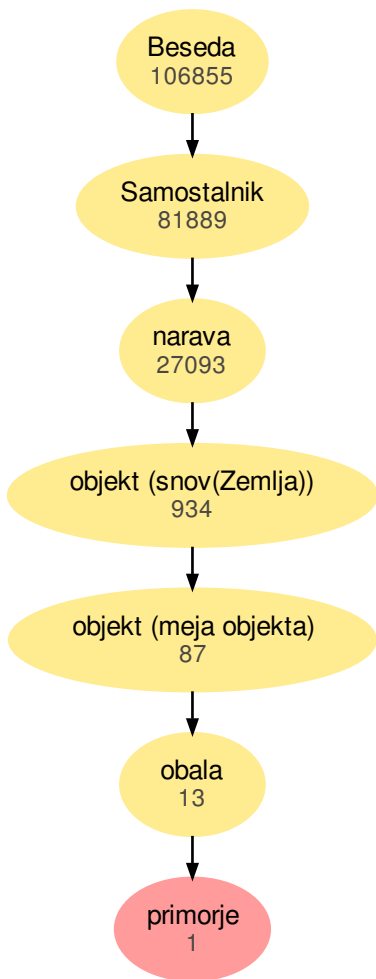 Beseda
106855
Samostalnik
81889
narava
27093
objekt (snov(Zemlja))
934
objekt (meja objekta)
87
obala
13
primorje
1